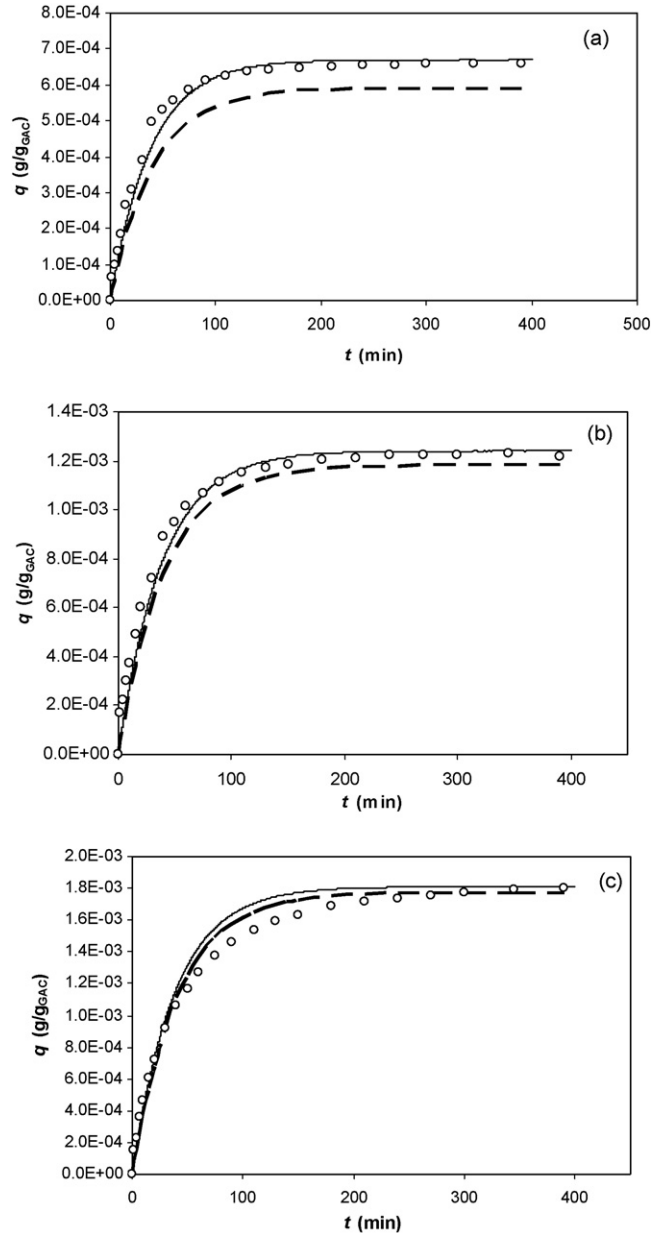 (a)
8.0E-04
7.0E-04
6.0E-04
5.0E-04
4.0E-04
3.0E-04
2.0E-04
1.0E-04
0.0E+00
q (g/gGAC)
0 100 200 300 400 500
t (min)
(b)
1.4E-03
1.2E-03
1.0E-03
8.0E-04
6.0E-04
4.0E-04
2.0E-04
0.0E+00
q (g/gGAC)
0 100 200 300 400
t (min)
(c)
2.0E-03
1.8E-03
1.6E-03
1.4E-03
1.2E-03
1.0E-03
8.0E-04
6.0E-04
4.0E-04
2.0E-04
0.0E+00
q (g/gGAC)
0 100 200 300 400
t (min)